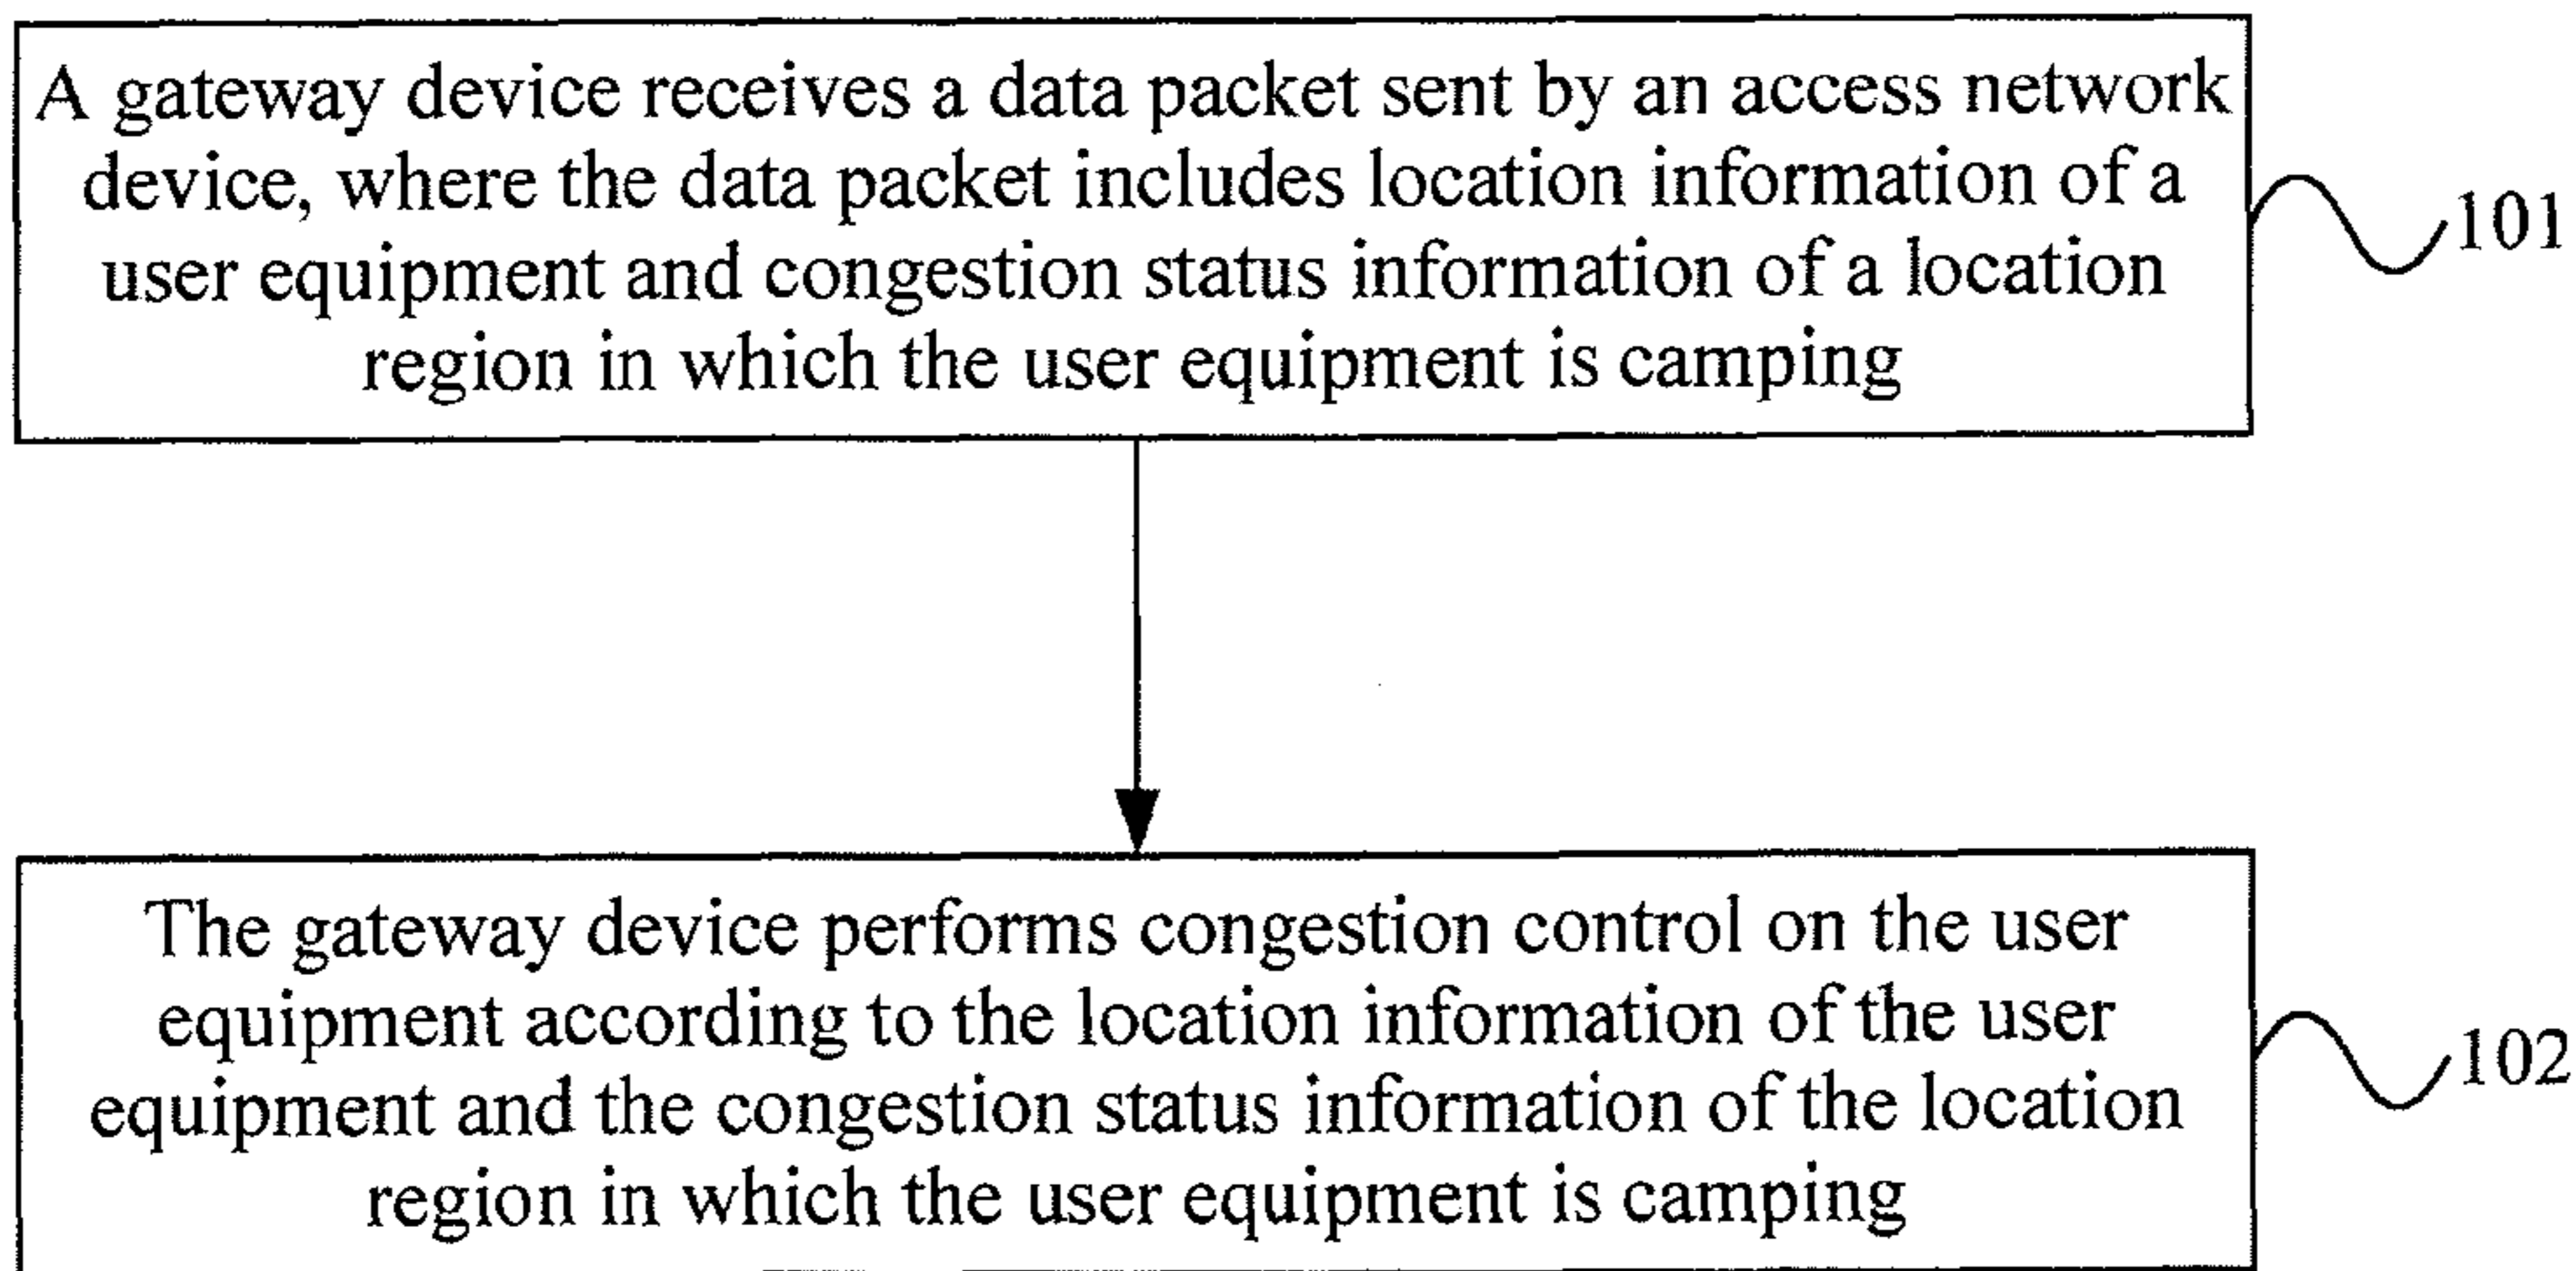 A gateway device receives a data packet sent by an access network
device, where the data packet includes location information of a
user equipment and congestion status information of a location
region in which the user equipment is camping
101
The gateway device performs congestion control on the user
equipment according to the location information of the user
equipment and the congestion status information of the location
region in which the user equipment is camping
102